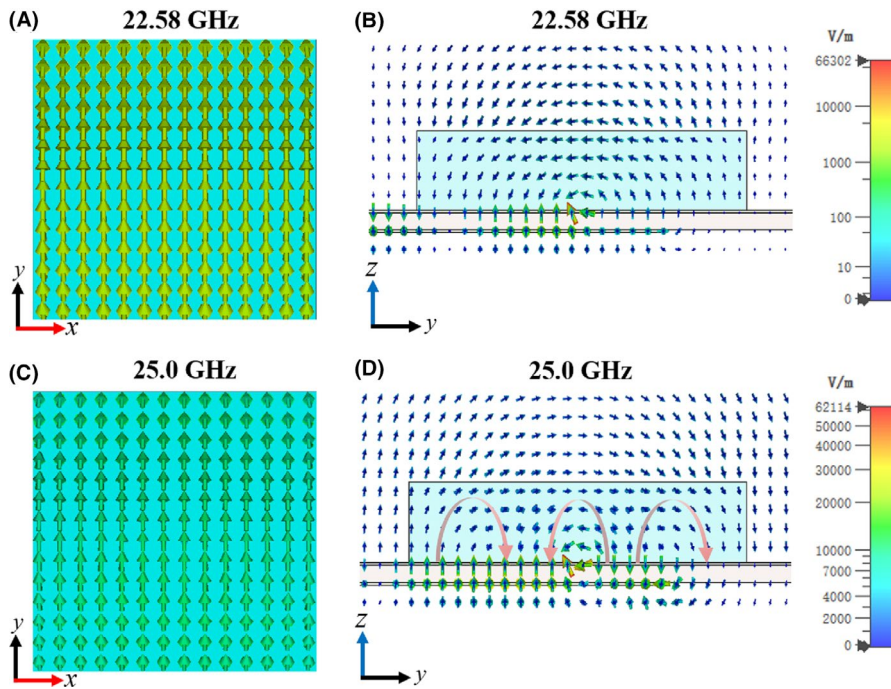 (A)
22.58 GHz
y
x
(B)
22.58 GHz
z
y
V/m
66302
10000
1000
100
10
0
(C)
25.0 GHz
y
x
(D)
25.0 GHz
z
y
V/m
62114
50000
40000
30000
20000
10000
7000
4000
2000
0